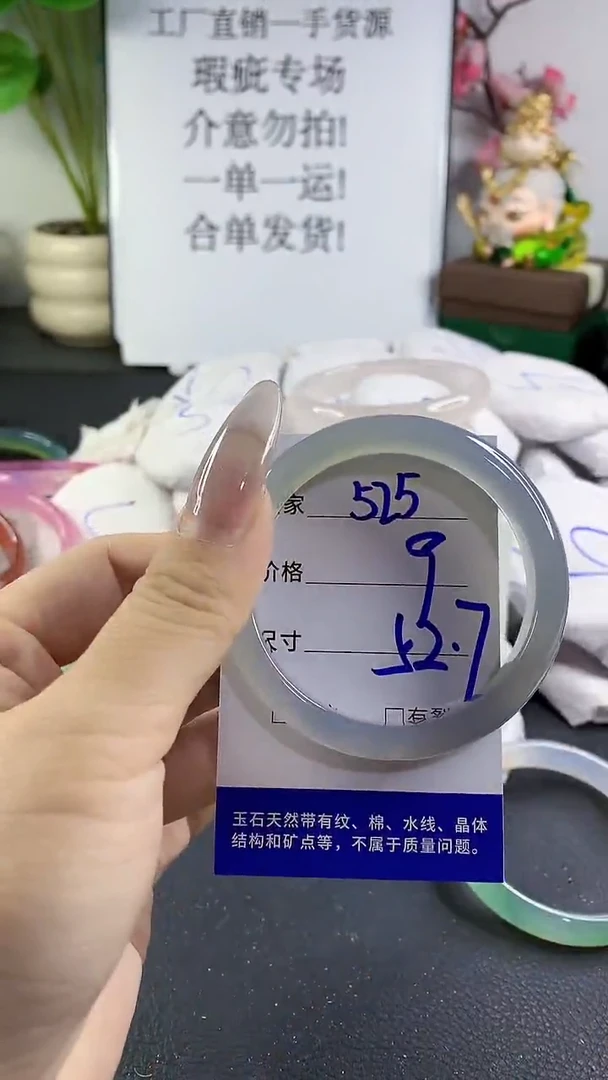 工厂直销一手货源
瑕疵专场
介意勿拍!
一单一运!
合单发货!
家 525
价格 9
尺寸 52.7
有裂
玉石天然带有纹、棉、水线、晶体
结构和矿点等，不属于质量问题。